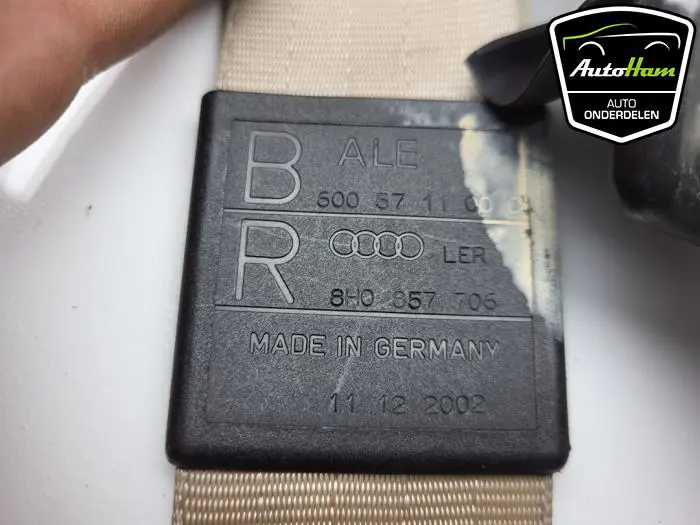 B ALE
600 57 11 00
R LER
8H0 857 706
MADE IN GERMANY
11 12 2002
AutoHam
AUTO
ONDERDELEN